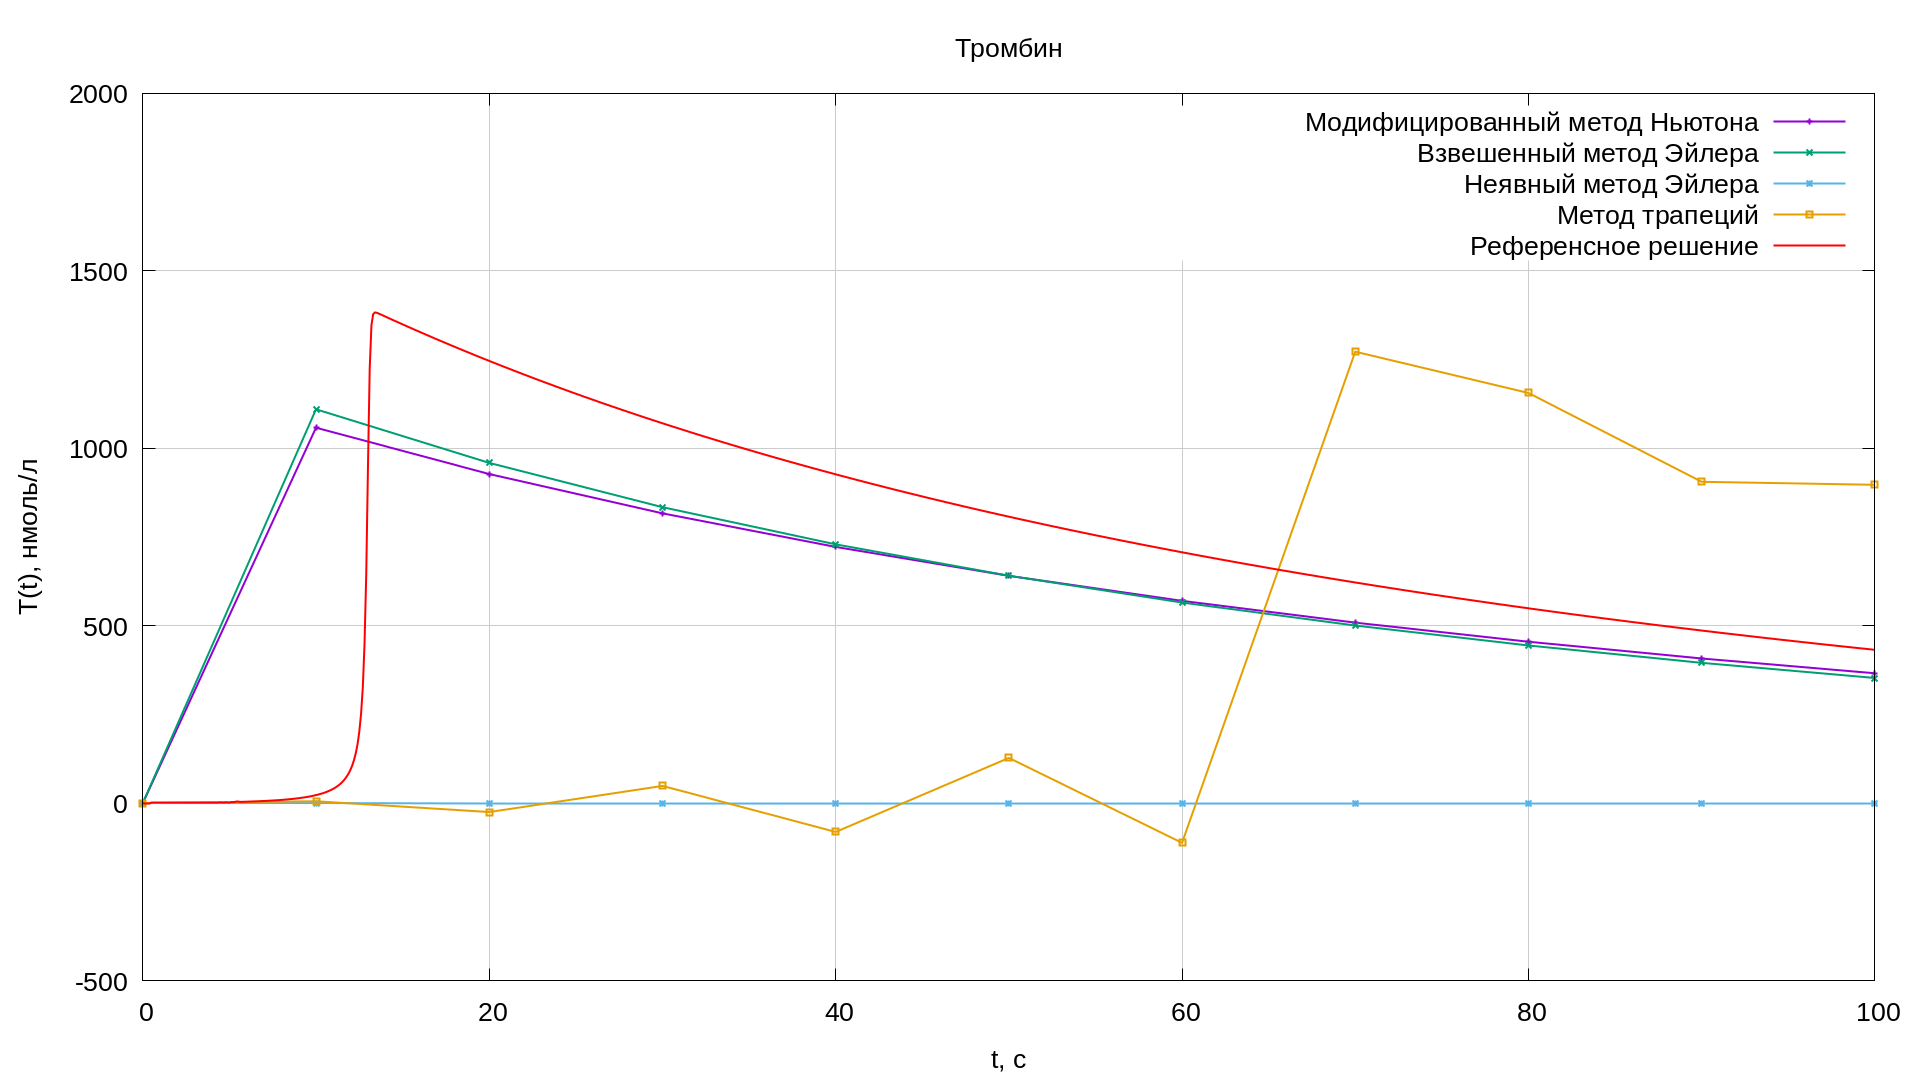 Тромбин
2000
1500
1000
500
0
-500
T(t), нмоль/л
Модифицированный метод Ньютона
Взвешенный метод Эйлера
Неявный метод Эйлера
Метод трапеций
Референсное решение
0 20 40 60 80 100
t, с